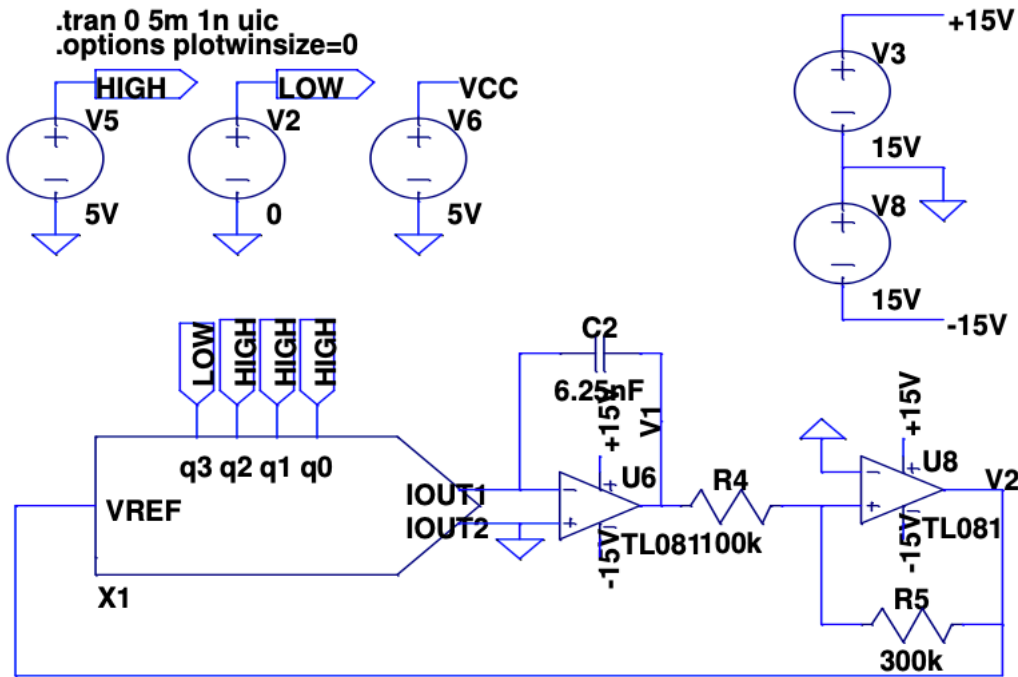 .tran 0 5m 1n uic
.options plotwinsize=0
HIGH
LOW
VCC
+15V
V5
V2
V6
V3
5V
0
5V
15V
V8
15V
-15V
LOW
HIGH
HIGH
HIGH
C2
6.25nF
+15V
V1
+15V
q3 q2 q1 q0
VREF
IOUT1
IOUT2
U6
R4
U8
V2
-15V
TL081
100k
-15V
TL081
X1
R5
300k